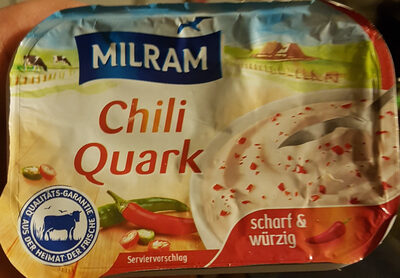 MILRAM
Chili
Quark
QUALITÄTS-GARANTIE
AUS DER HEIMAT DER FRISCHE
scharf &
würzig
Serviervorschlag